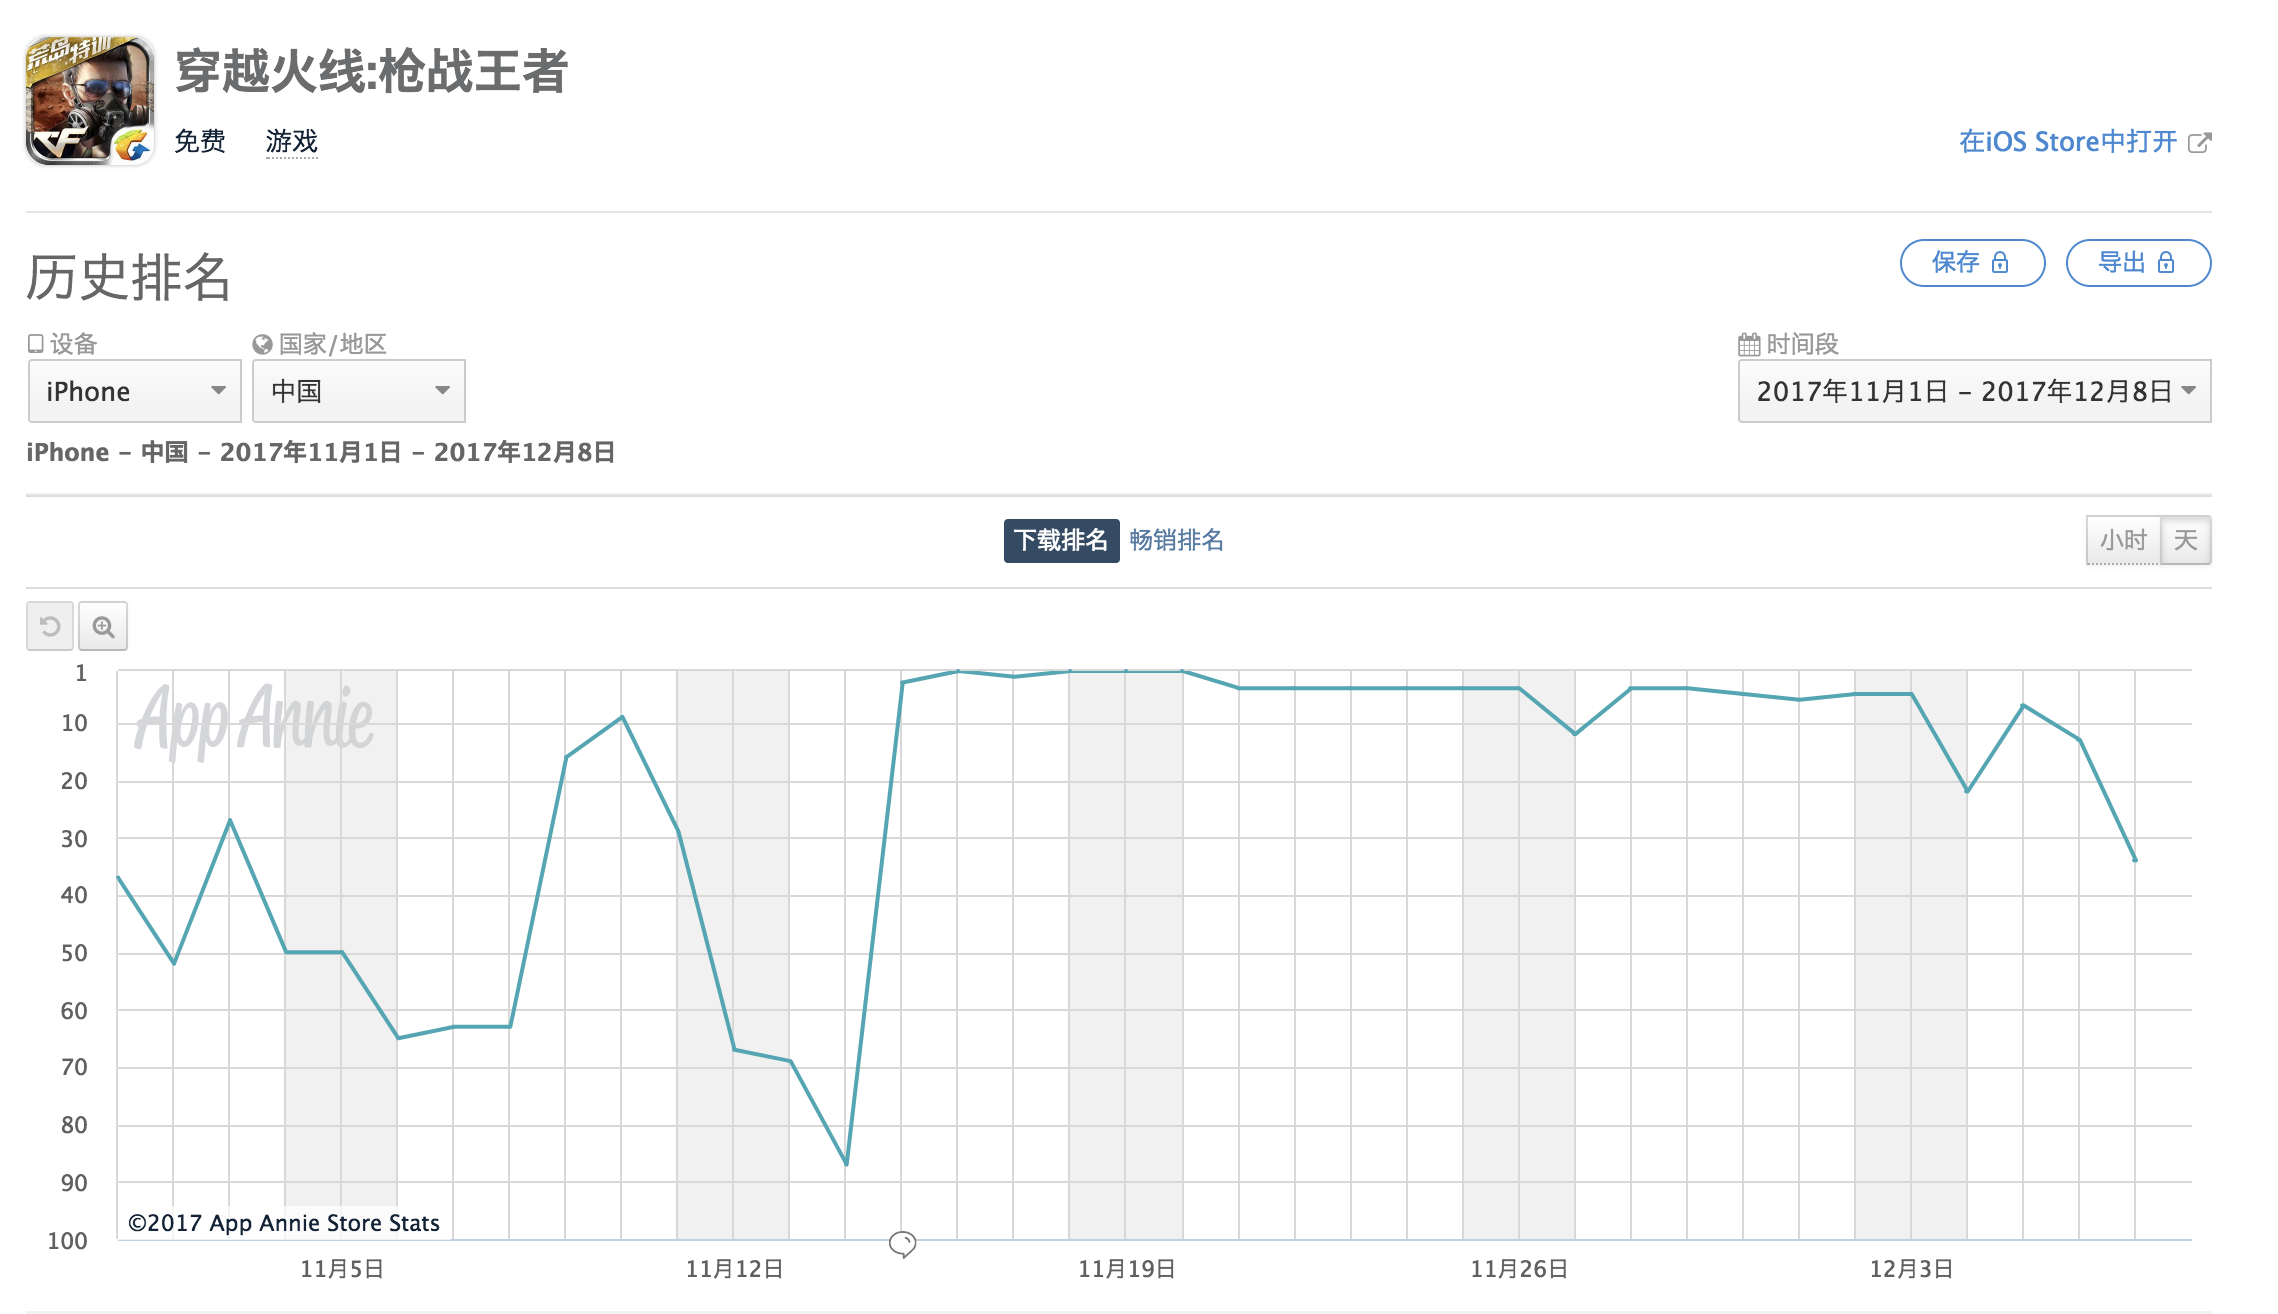 荒岛特训
CF
穿越火线:枪战王者
免费 游戏
在iOS Store中打开
历史排名
保存 导出
设备 国家/地区 时间段
iPhone 中国 2017年11月1日 – 2017年12月8日
iPhone – 中国 – 2017年11月1日 – 2017年12月8日
下载排名 畅销排名
小时 天
1
App Annie
10
20
30
40
50
60
70
80
90
©2017 App Annie Store Stats
100
11月5日 11月12日 11月19日 11月26日 12月3日